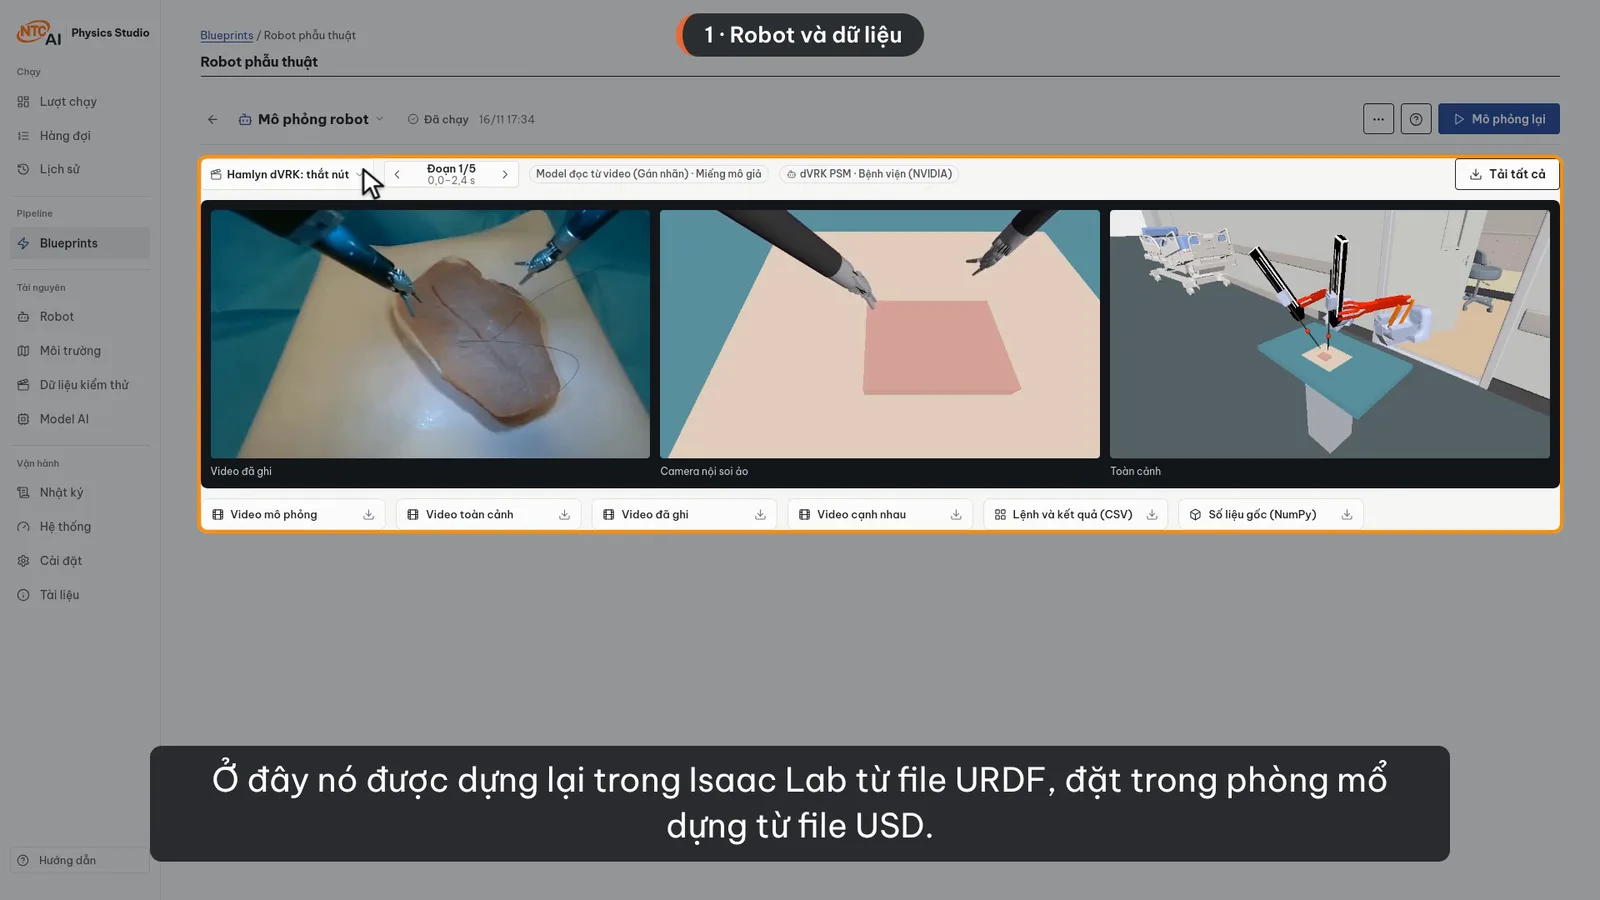 NTC AI
Physics Studio
Chạy
Lượt chạy
Hàng đợi
Lịch sử
Pipeline
Blueprints
Tài nguyên
Robot
Môi trường
Dữ liệu kiểm thử
Model AI
Vận hành
Nhật ký
Hệ thống
Cài đặt
Tài liệu
Hướng dẫn
1 · Robot và dữ liệu
Blueprints / Robot phẫu thuật
Robot phẫu thuật
Mô phỏng robot
Đã chạy 16/11 17:34
Mô phỏng lại
Hamlyn dVRK: thắt nút
Đoạn 1/5
0,0–2,4 s
Model đọc từ video (Gán nhãn) · Miếng mô giả
dVRK PSM · Bệnh viện (NVIDIA)
Tải tất cả
Video đã ghi
Camera nội soi ảo
Toàn cảnh
Video mô phỏng
Video toàn cảnh
Video đã ghi
Video cạnh nhau
Lệnh và kết quả (CSV)
Số liệu gốc (NumPy)
Ở đây nó được dựng lại trong Isaac Lab từ file URDF, đặt trong phòng mổ
dựng từ file USD.